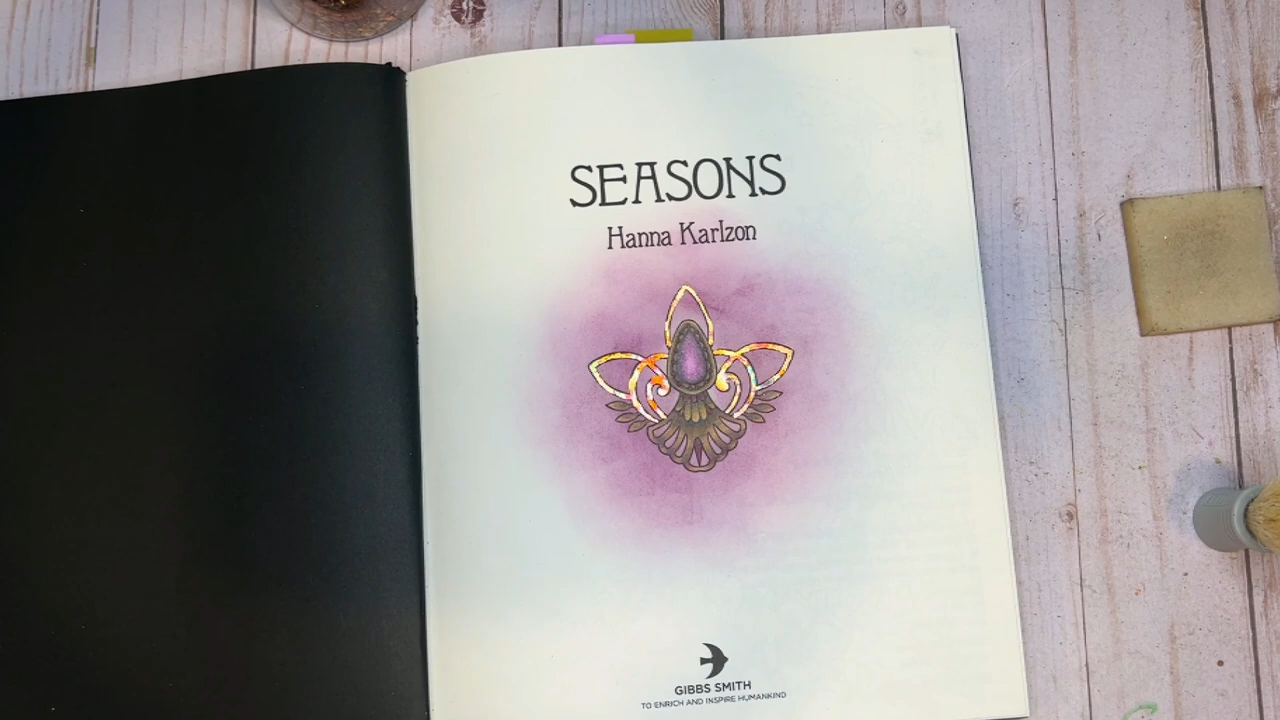 SEASONS
Hanna Karlzon
GIBBS SMITH
TO ENRICH AND INSPIRE HUMANKIND